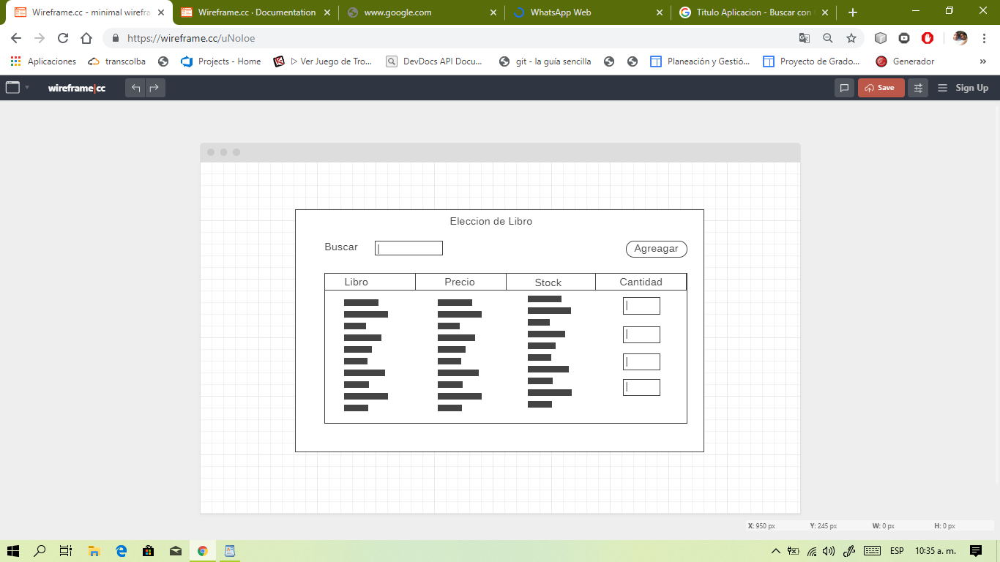 Wireframe.cc - minimal wirefra
Wireframe.cc · Documentation
www.google.com
WhatsApp Web
Titulo Aplicacion - Buscar con
https://wireframe.cc/uNoIoe
Aplicaciones
transcolba
Projects - Home
▷ Ver Juego de Tro...
DevDocs API Docu...
git - la guía sencilla
Planeación y Gestió...
Proyecto de Grado...
Generador
»
wireframe|cc
Save
Sign Up
Eleccion de Libro
Buscar
Agreagar
Libro Precio Stock Cantidad
X: 950 px Y: 245 px W: 0 px H: 0 px
ESP
10:35 a. m.